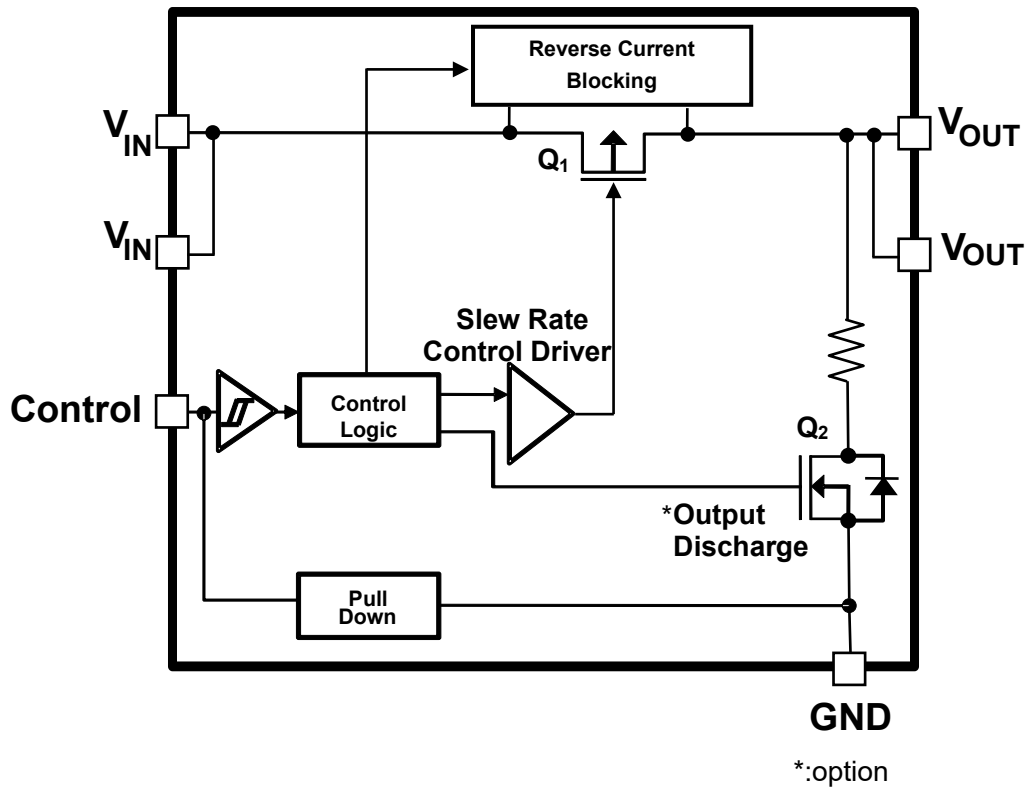 Reverse Current
Blocking
VIN
VOUT
Q1
VIN
VOUT
Slew Rate
Control Driver
Control
Control
Logic
Q2
*Output
Discharge
Pull
Down
GND
*:option